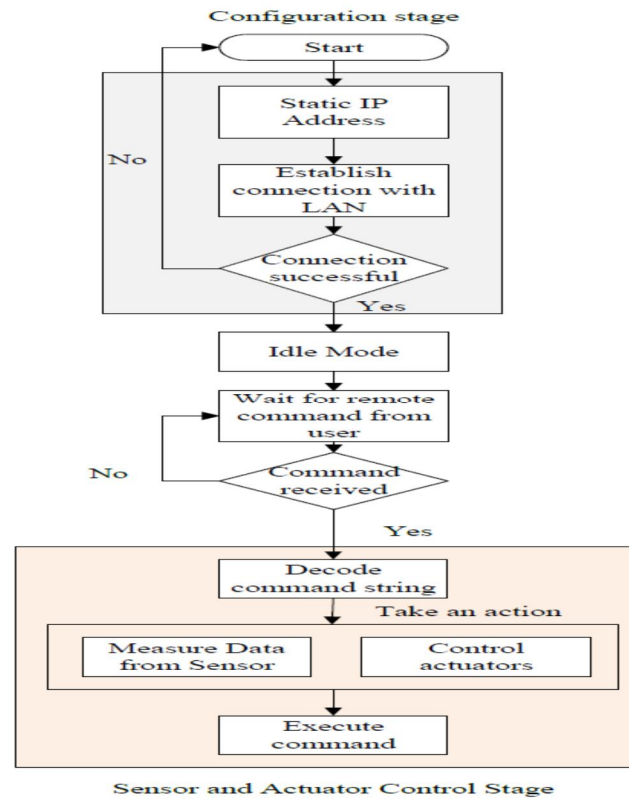 Configuration stage
Start
Static IP
Address
No
Establish
connection with
LAN
Connection
successful
Yes
Idle Mode
Wait for remote
command from
user
No
Command
received
Yes
Decode
command string
Take an action
Measure Data
from Sensor
Control
actuators
Execute
command
Sensor and Actuator Control Stage